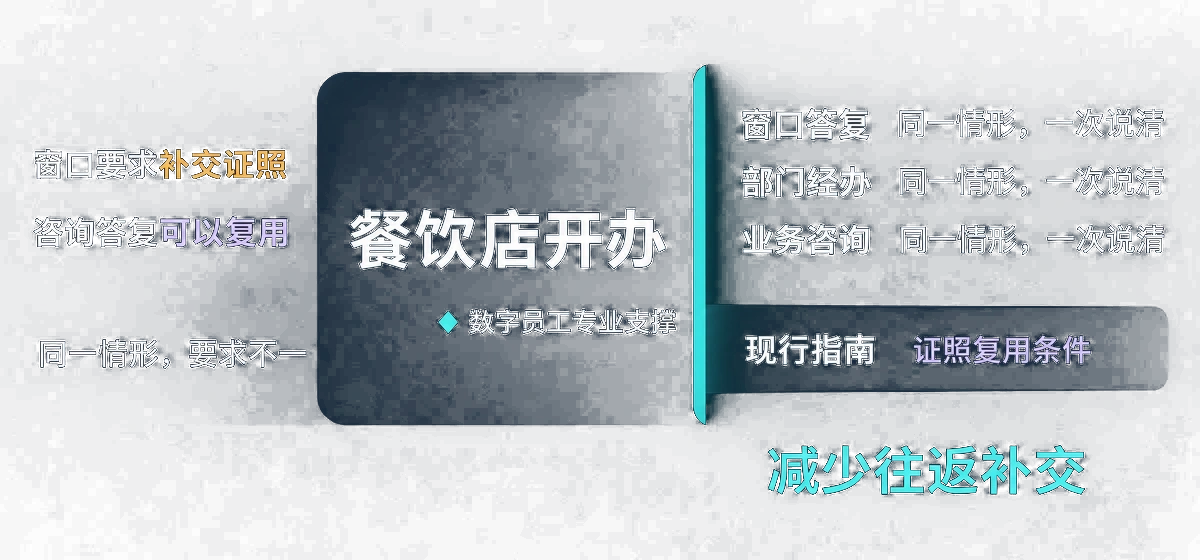 窗口要求补交证照
咨询答复可以复用
同一情形，要求不一
餐饮店开办
数字员工专业支撑
窗口答复 同一情形，一次说清
部门经办 同一情形，一次说清
业务咨询 同一情形，一次说清
现行指南 证照复用条件
减少往返补交